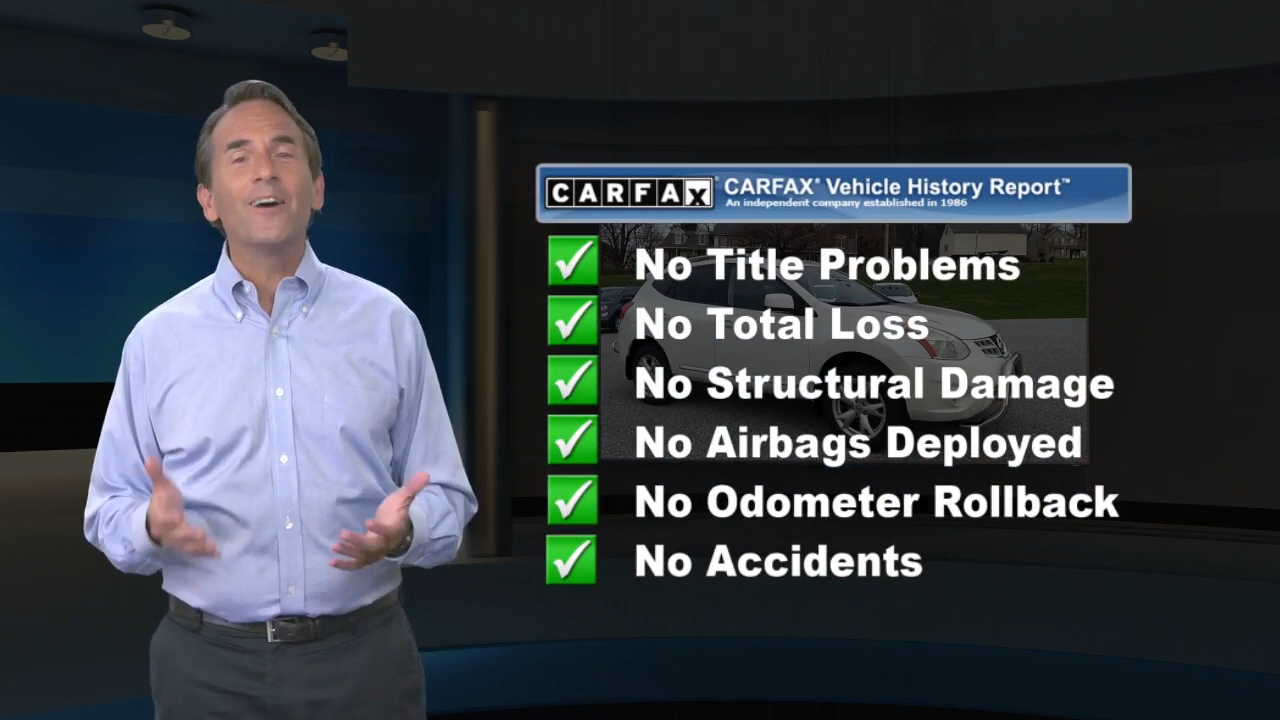 CARFAX® CARFAX® Vehicle History Report™
An independent company established in 1986
No Title Problems
No Total Loss
No Structural Damage
No Airbags Deployed
No Odometer Rollback
No Accidents